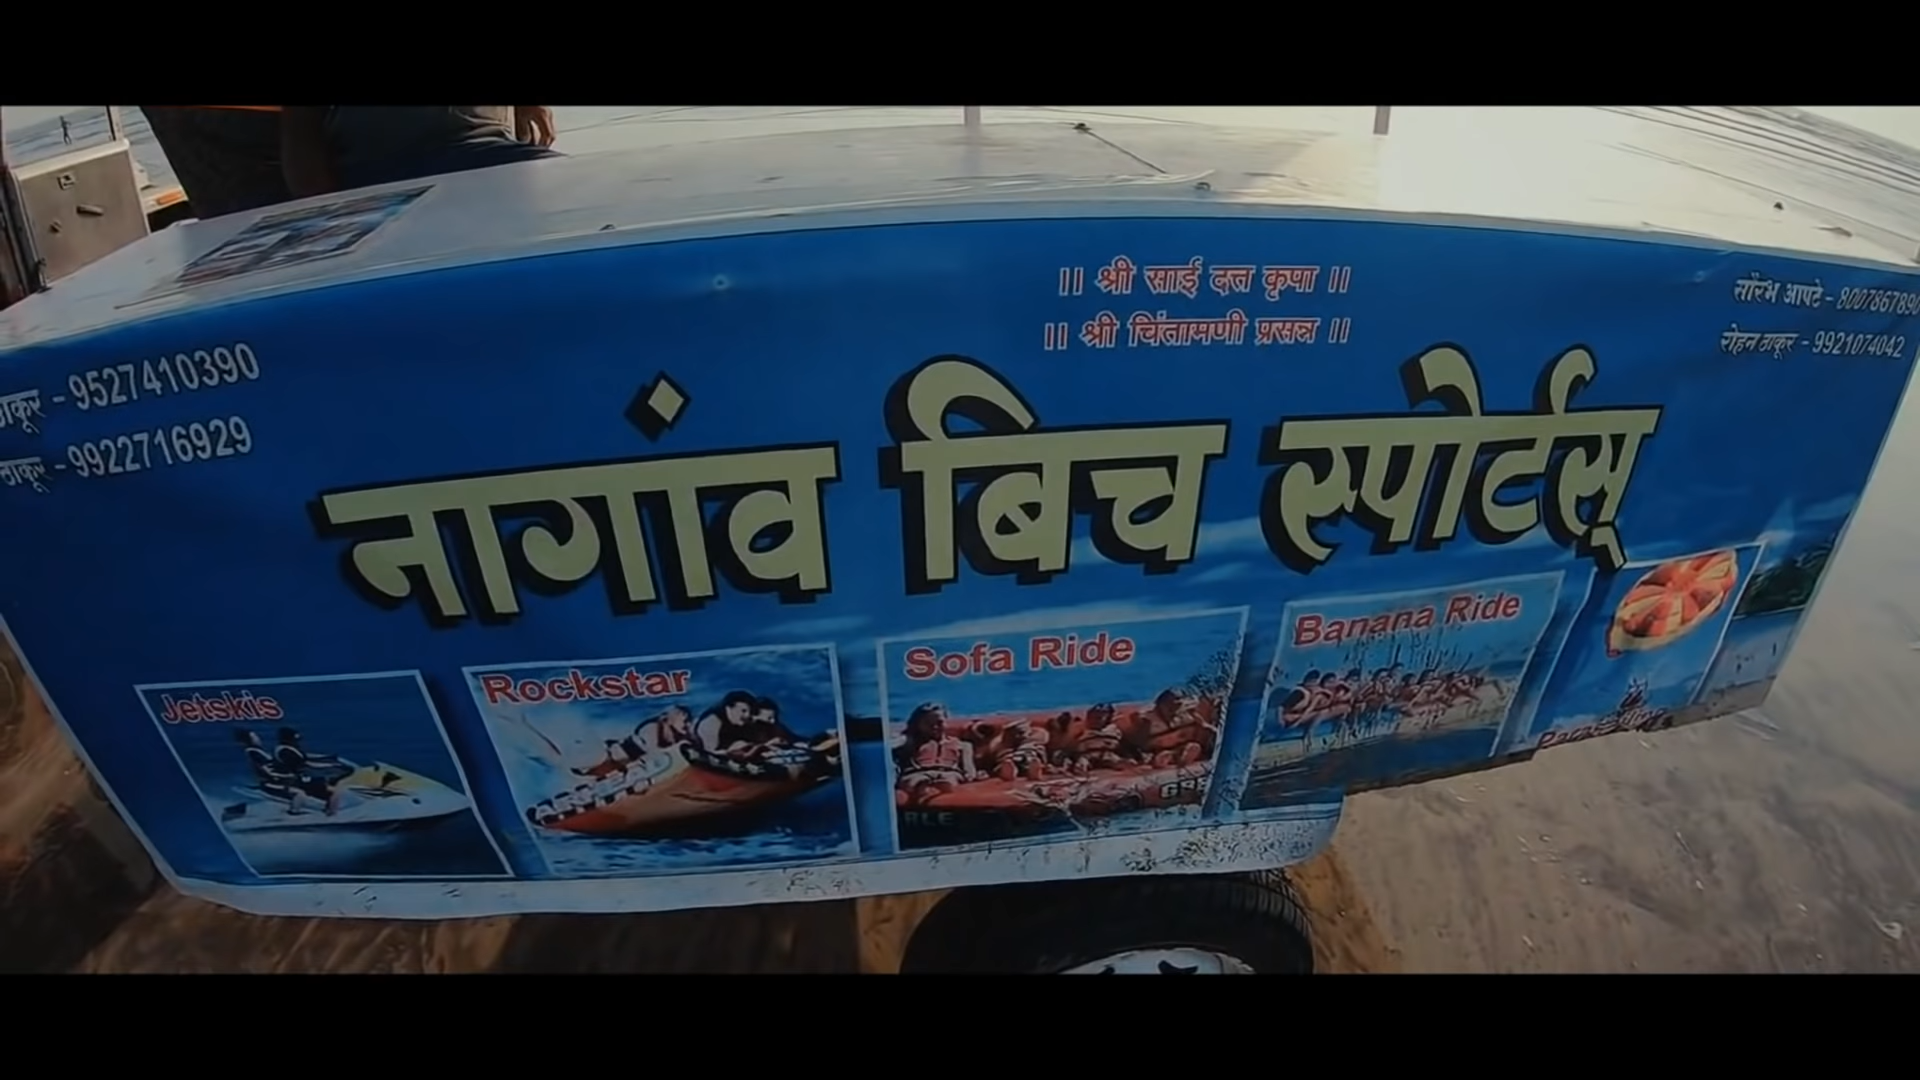 ।। श्री साई दत्त कृपा ।।
।। श्री चिंतामणी प्रसन्न ।।
ठाकूर - 9527410390
ठाकूर - 9922716929
सौरभ आपटे - 8007867890
रोहन ठाकूर - 9921074042
नागांव बिच स्पोर्टस्
Jetskis
Rockstar
Sofa Ride
Banana Ride